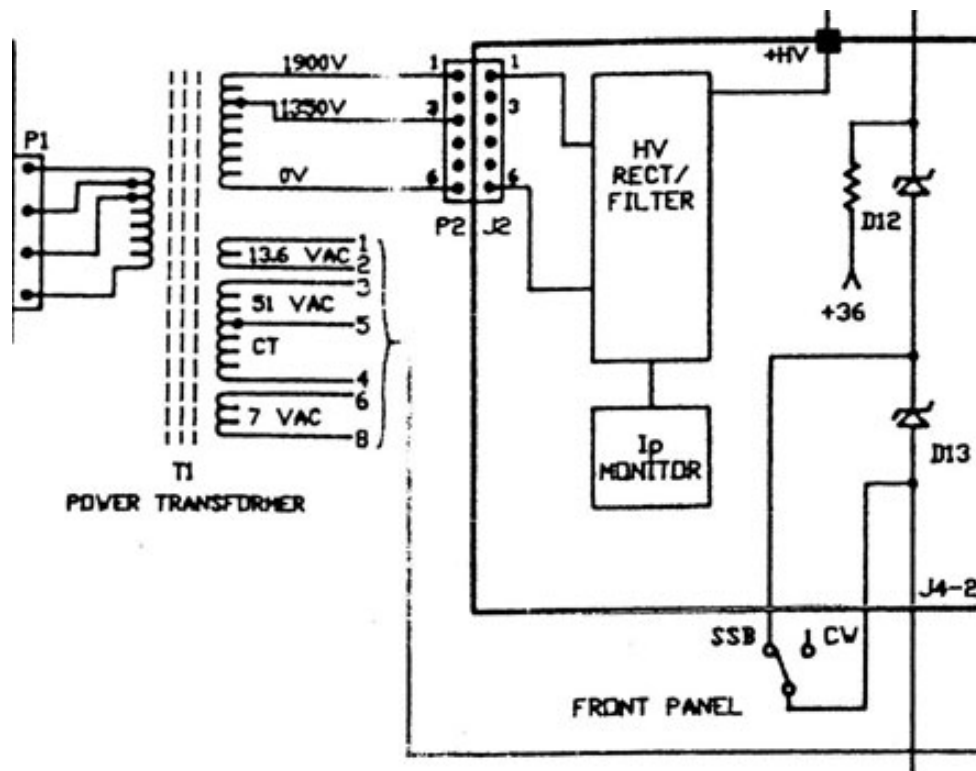 1900V
1350V
0V
P1
1
3
6
1
3
6
P2 J2
13.6 VAC
51 VAC
CT
7 VAC
1
2
3
5
4
6
8
T1
POWER TRANSFORMER
HV
RECT/
FILTER
Ip
MONITOR
+HV
D12
+36
D13
J4-2
SSB
CW
FRONT PANEL